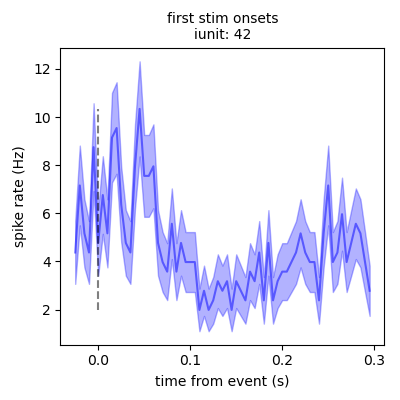 first stim onsets
iunit: 42
spike rate (Hz)
12
10
8
6
4
2
0.0
0.1
0.2
0.3
time from event (s)